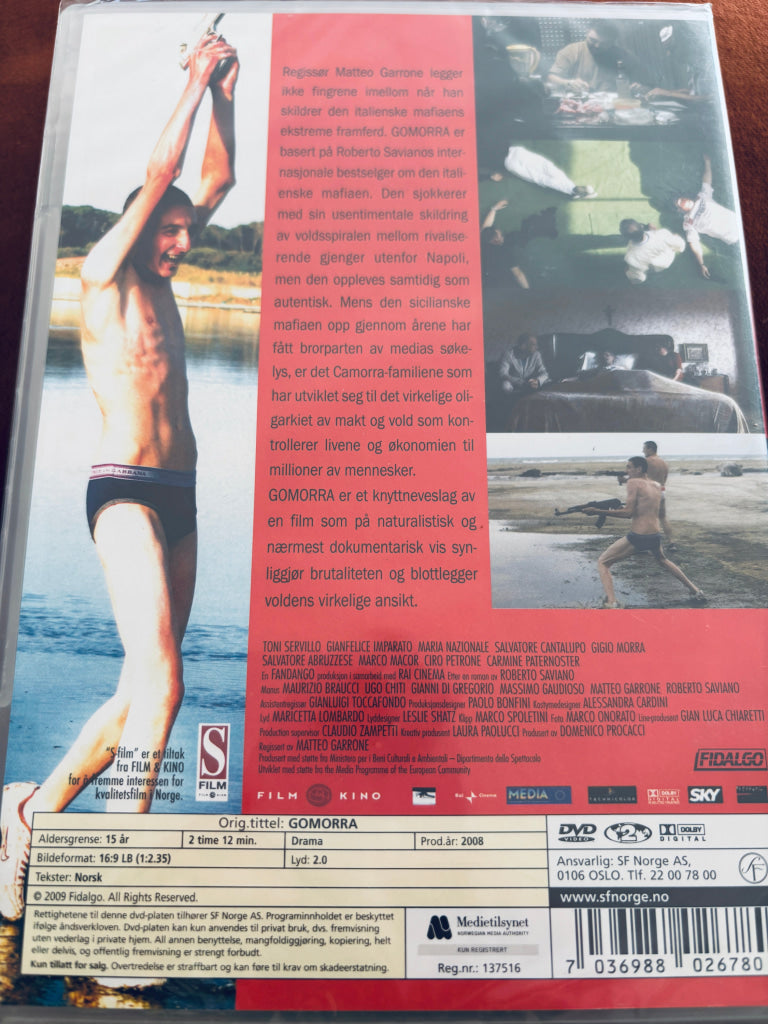 Regissør Matteo Garrone legger
ikke fingrene imellom når han
skildrer den italienske mafiaens
ekstreme framferd. GOMORRA er
basert på Roberto Savianos inter-
nasjonale bestselger om den itali-
enske mafiaen. Den sjokkerer
med sin usentimentale skildring
av voldsspiralen mellom rivalise-
rende gjenger utenfor Napoli,
men den oppleves samtidig som
autentisk. Mens den sicilianske
mafiaen opp gjennom årene har
fått brorparten av medias søke-
lys, er det Camorra-familiene som
har utviklet seg til det virkelige oli-
garkiet av makt og vold som kon-
trollerer livene og økonomien til
millioner av mennesker.
GOMORRA er et knyttneveslag av
en film som på naturalistisk og
nærmest dokumentarisk vis syn-
liggjør brutaliteten og blottlegger
voldens virkelige ansikt.
TONI SERVILLO GIANFELICE IMPARATO MARIA NAZIONALE SALVATORE CANTALUPO GIGIO MORRA
SALVATORE ABRUZZESE MARCO MACOR CIRO PETRONE CARMINE PATERNOSTER
En FANDANGO produksjon i samarbeid med RAI CINEMA Etter en roman av ROBERTO SAVIANO
Manus MAURIZIO BRAUCCI UGO CHITI GIANNI DI GREGORIO MASSIMO GAUDIOSO MATTEO GARRONE ROBERTO SAVIANO
Assistentregissør GIANLUIGI TOCCAFONDO Produksjonsdesigner PAOLO BONFINI Kostymedesigner ALESSANDRA CARDINI
Lyd MARICETTA LOMBARDO Lyddesigner LESLIE SHATZ Klipp MARCO SPOLETINI Foto MARCO ONORATO Line-produsent GIAN LUCA CHIARETTI
Production supervisor CLAUDIO ZAMPETTI Kreativ produsent LAURA PAOLUCCI Produsert av DOMENICO PROCACCI
Regissert av MATTEO GARRONE
Produsert med støtte fra Ministero per i Beni Culturali e Ambientali – Dipartimento dello Spettacolo
Utviklet med støtte fra the Media Programme of the European Community
"S-film" er et tiltak
fra FILM & KINO
for å fremme interessen for
kvalitetsfilm i Norge.
S
FILM
FIDALGO
FILM KINO
Rai Cinema
MEDIA
TECHNICOLOR
DOLBY
DIGITAL
SKY
Orig.tittel: GOMORRA
Aldersgrense: 15 år 2 time 12 min. Drama Prod.år: 2008
Bildeformat: 16:9 LB (1:2.35) Lyd: 2.0
Tekster: Norsk
© 2009 Fidalgo. All Rights Reserved.
Rettighetene til denne dvd-platen tilhører SF Norge AS. Programinnholdet er beskyttet
ifølge åndsverkloven. Dvd-platen kan kun anvendes til privat bruk, dvs. fremvisning
uten vederlag i private hjem. All annen benyttelse, mangfoldiggjøring, kopiering, helt
eller delvis, og offentlig fremvisning er strengt forbudt.
Kun tillatt for salg. Overtredelse er straffbart og kan føre til krav om skadeerstatning.
Medietilsynet
NORWEGIAN MEDIA AUTHORITY
KUN REGISTRERT
Reg.nr.: 137516
DVD
VIDEO
2
DOLBY
DIGITAL
Ansvarlig: SF Norge AS,
0106 OSLO. Tlf. 22 00 78 00
SF
www.sfnorge.no
7 036988 026780